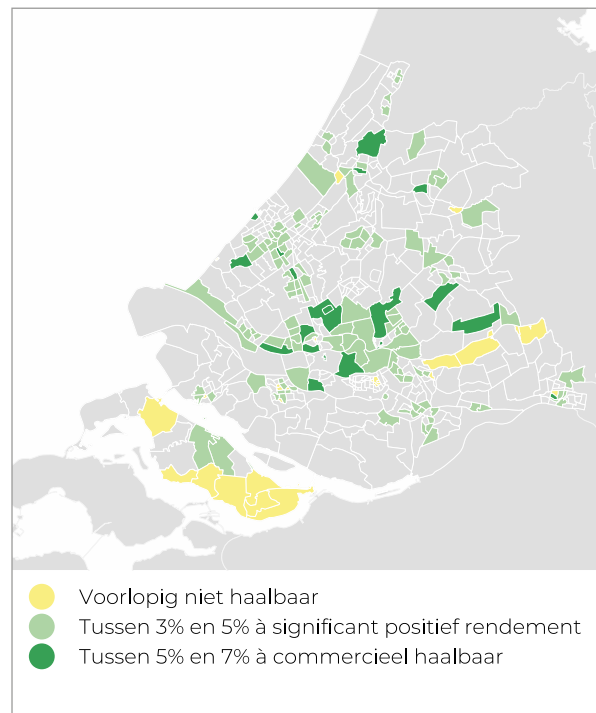 Voorlopig niet haalbaar
Tussen 3% en 5% à significant positief rendement
Tussen 5% en 7% à commercieel haalbaar